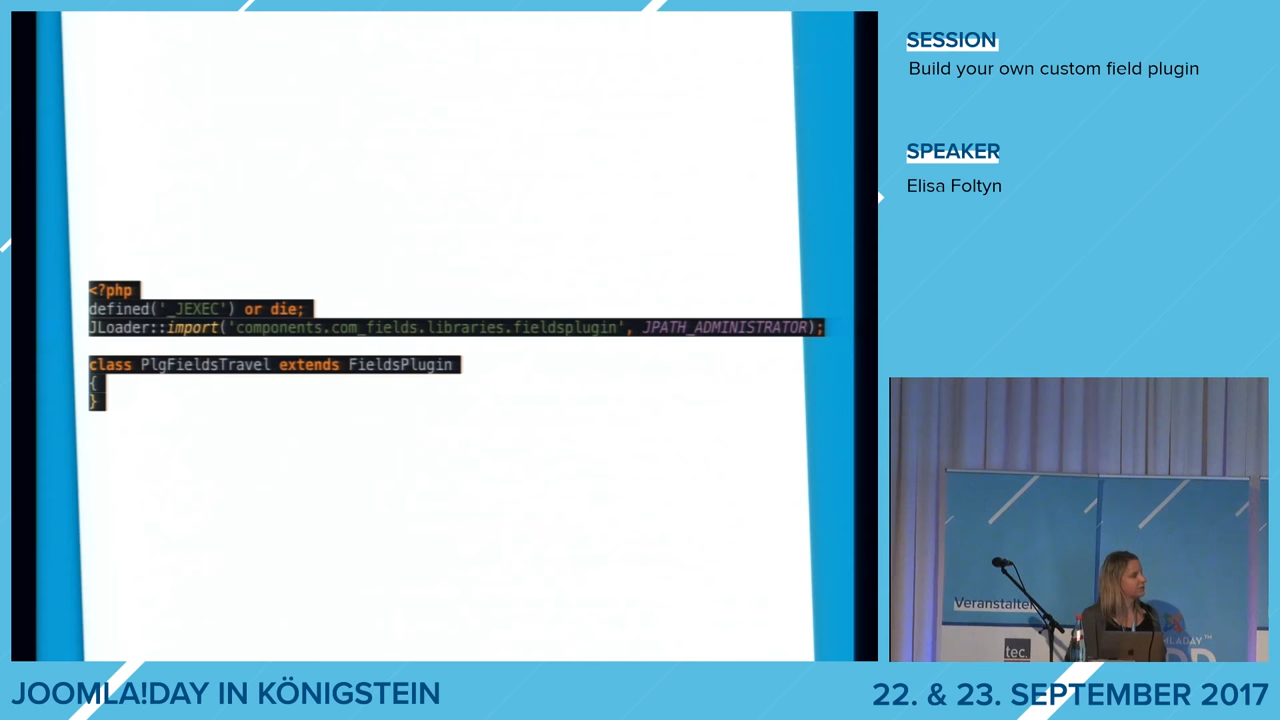 <?php
defined('_JEXEC') or die;
JLoader::import('components.com_fields.libraries.fieldsplugin', JPATH_ADMINISTRATOR);
class PlgFieldsTravel extends FieldsPlugin
{
}
SESSION
Build your own custom field plugin
SPEAKER
Elisa Foltyn
Veranstalter
tec.
JOOMLA!DAY IN KÖNIGSTEIN
22. & 23. SEPTEMBER 2017